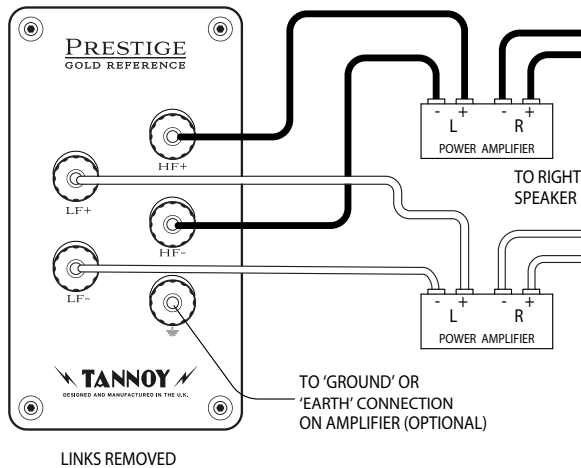 PRESTIGE
GOLD REFERENCE
HF+
LF+
HF-
LF-
TANNOY
DESIGNED AND MANUFACTURED IN THE U.K.
LINKS REMOVED
- +
L
- +
R
POWER AMPLIFIER
TO RIGHT
SPEAKER
- +
L
- +
R
POWER AMPLIFIER
TO ‘GROUND’ OR
‘EARTH’ CONNECTION
ON AMPLIFIER (OPTIONAL)